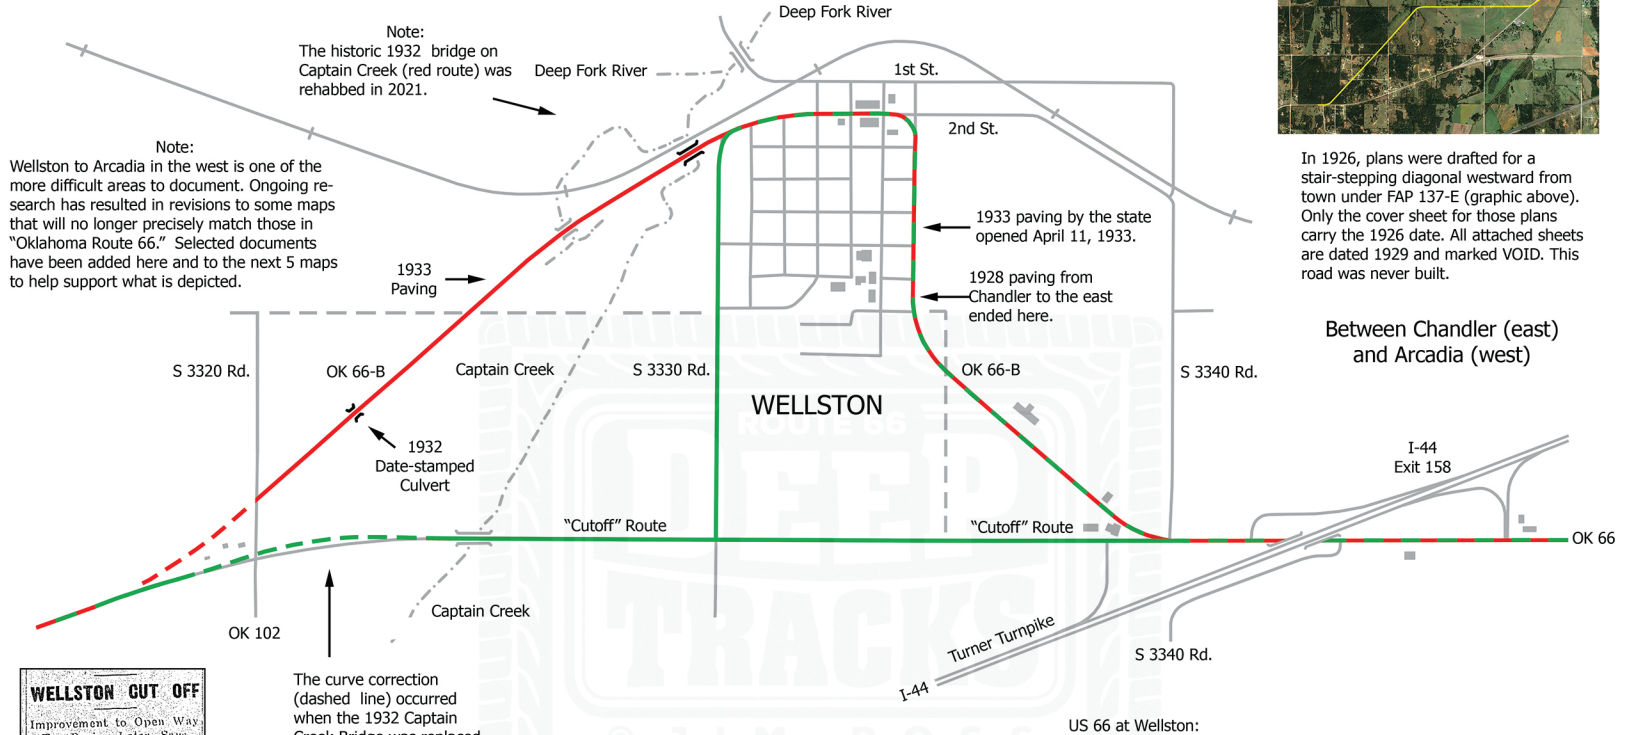 Deep Fork River
Note:
The historic 1932 bridge on
Captain Creek (red route) was
rehabbed in 2021.
Deep Fork River
1st St.
2nd St.
Note:
Wellston to Arcadia in the west is one of the
more difficult areas to document. Ongoing re-
search has resulted in revisions to some maps
that will no longer precisely match those in
“Oklahoma Route 66.” Selected documents
have been added here and to the next 5 maps
to help support what is depicted.
In 1926, plans were drafted for a
stair-stepping diagonal westward from
town under FAP 137-E (graphic above).
Only the cover sheet for those plans
carry the 1926 date. All attached sheets
are dated 1929 and marked VOID. This
road was never built.
1933 paving by the state
opened April 11, 1933.
1933
Paving
1928 paving from
Chandler to the east
ended here.
Between Chandler (east)
and Arcadia (west)
S 3320 Rd.
OK 66-B
Captain Creek
S 3330 Rd.
OK 66-B
S 3340 Rd.
WELLSTON
ROUTE 66
DEEP
TRACKS
1932
Date-stamped
Culvert
I-44
Exit 158
“Cutoff” Route
“Cutoff” Route
OK 66
Captain Creek
OK 102
Turner Turnpike
S 3340 Rd.
I-44
WELLSTON CUT OFF
Improvement to Open Way
The curve correction
(dashed line) occurred
when the 1932 Captain
Creek Bridge was replaced
US 66 at Wellston: